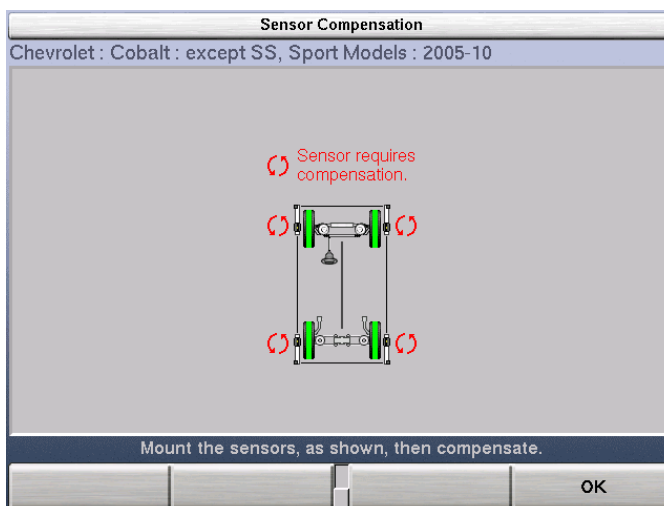 Sensor Compensation
Chevrolet : Cobalt : except SS, Sport Models : 2005-10
Sensor requires
compensation.
Mount the sensors, as shown, then compensate.
OK